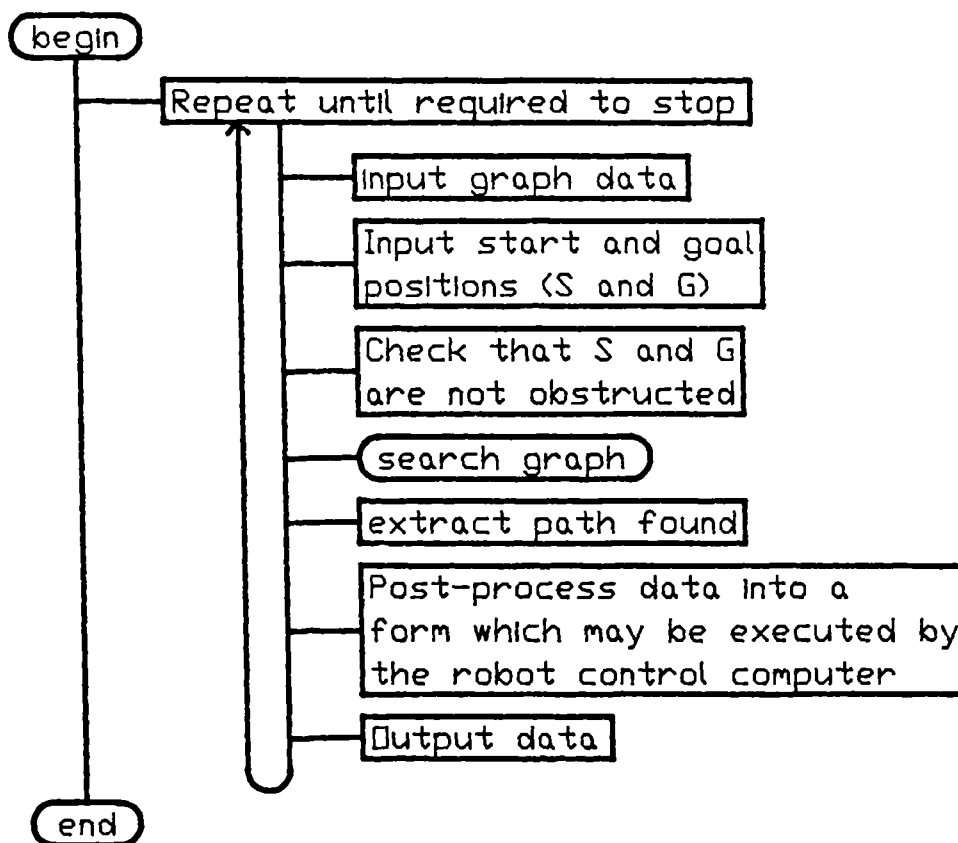 begin
Repeat until required to stop
input graph data
Input start and goal
positions (S and G)
Check that S and G
are not obstructed
search graph
extract path found
Post-process data into a
form which may be executed by
the robot control computer
Output data
end